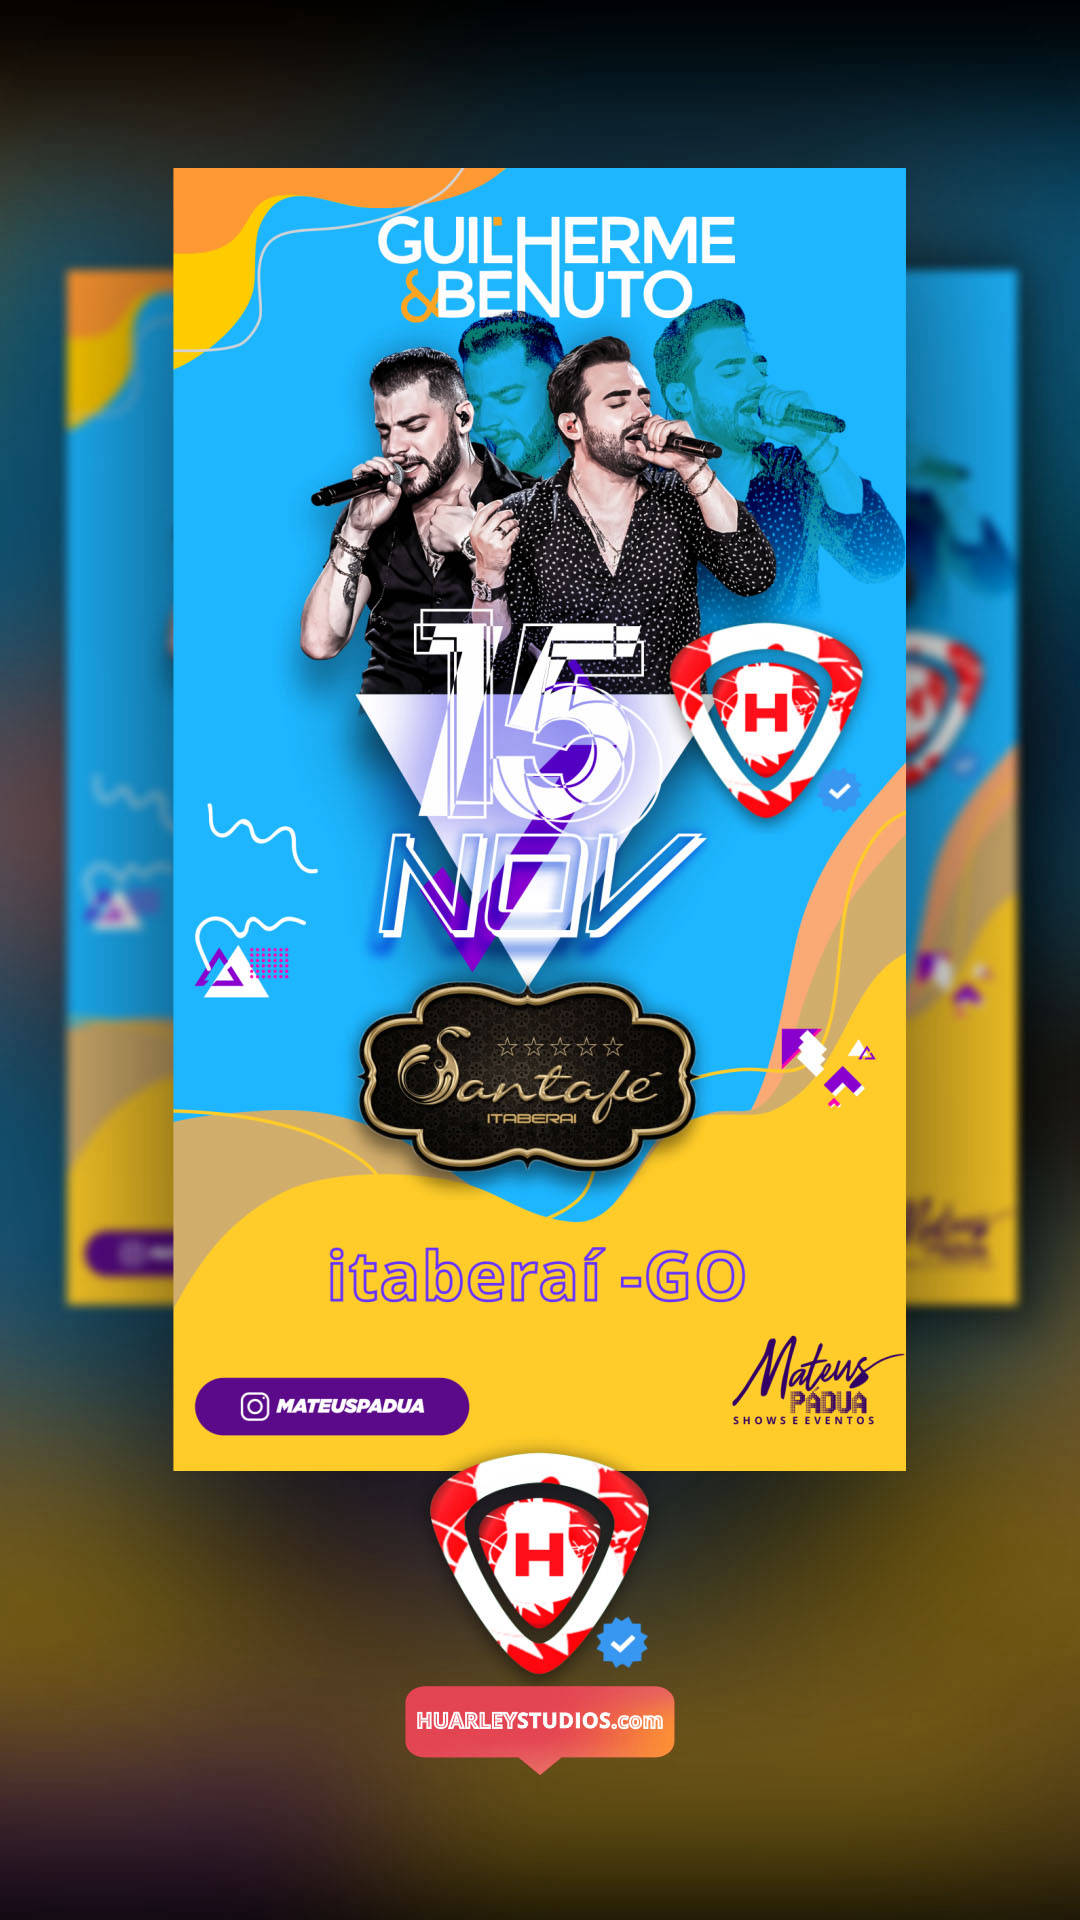 GUILHERME
&BENUTO
15
NOV
H
Santafé
ITABERAI
itaberaí -GO
MATEUSPADUA
Mateus
PÁDUA
SHOWS E EVENTOS
H
HUARLEYSTUDIOS.com